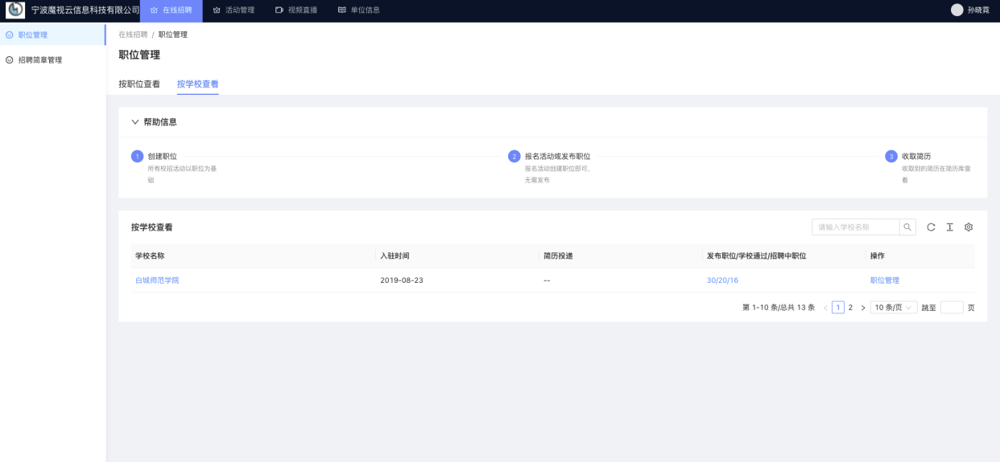 宁波魔视云信息科技有限公司 在线招聘 活动管理 视频直播 单位信息 孙晓霓
职位管理
招聘简章管理
在线招聘 / 职位管理
职位管理
按职位查看 按学校查看
帮助信息
1 创建职位 2 报名活动或发布职位 3 收取简历
所有校招活动以职位为基 报名活动创建职位即可, 收取到的简历在简历库查
础 无需发布 看
按学校查看 请输入学校名称
学校名称 入驻时间 简历投递 发布职位/学校通过/招聘中职位 操作
白城师范学院 2019-08-23 -- 30/20/16 职位管理
第 1-10 条/总共 13 条 < 1 2 > 10 条/页 跳至 页